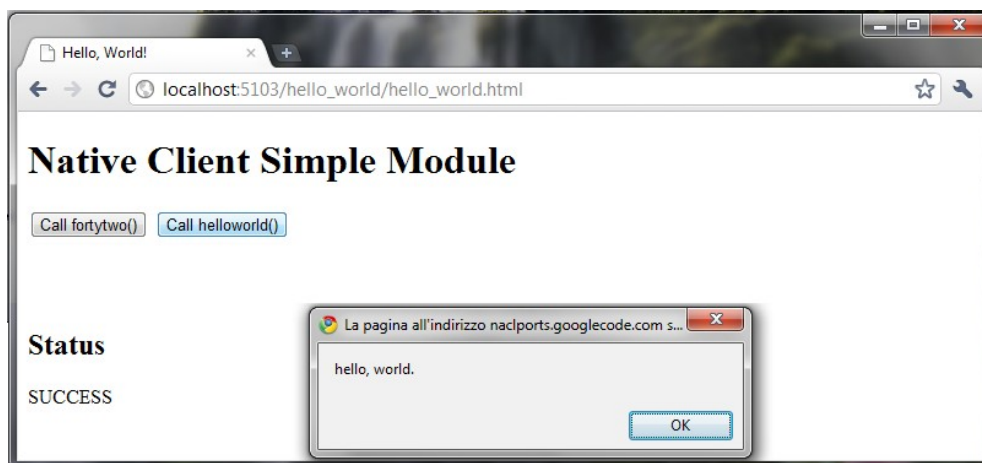 Hello, World!
localhost:5103/hello_world/hello_world.html
Native Client Simple Module
Call fortytwo() Call helloworld()
La pagina all'indirizzo naclports.googlecode.com s...
hello, world.
OK
Status
SUCCESS